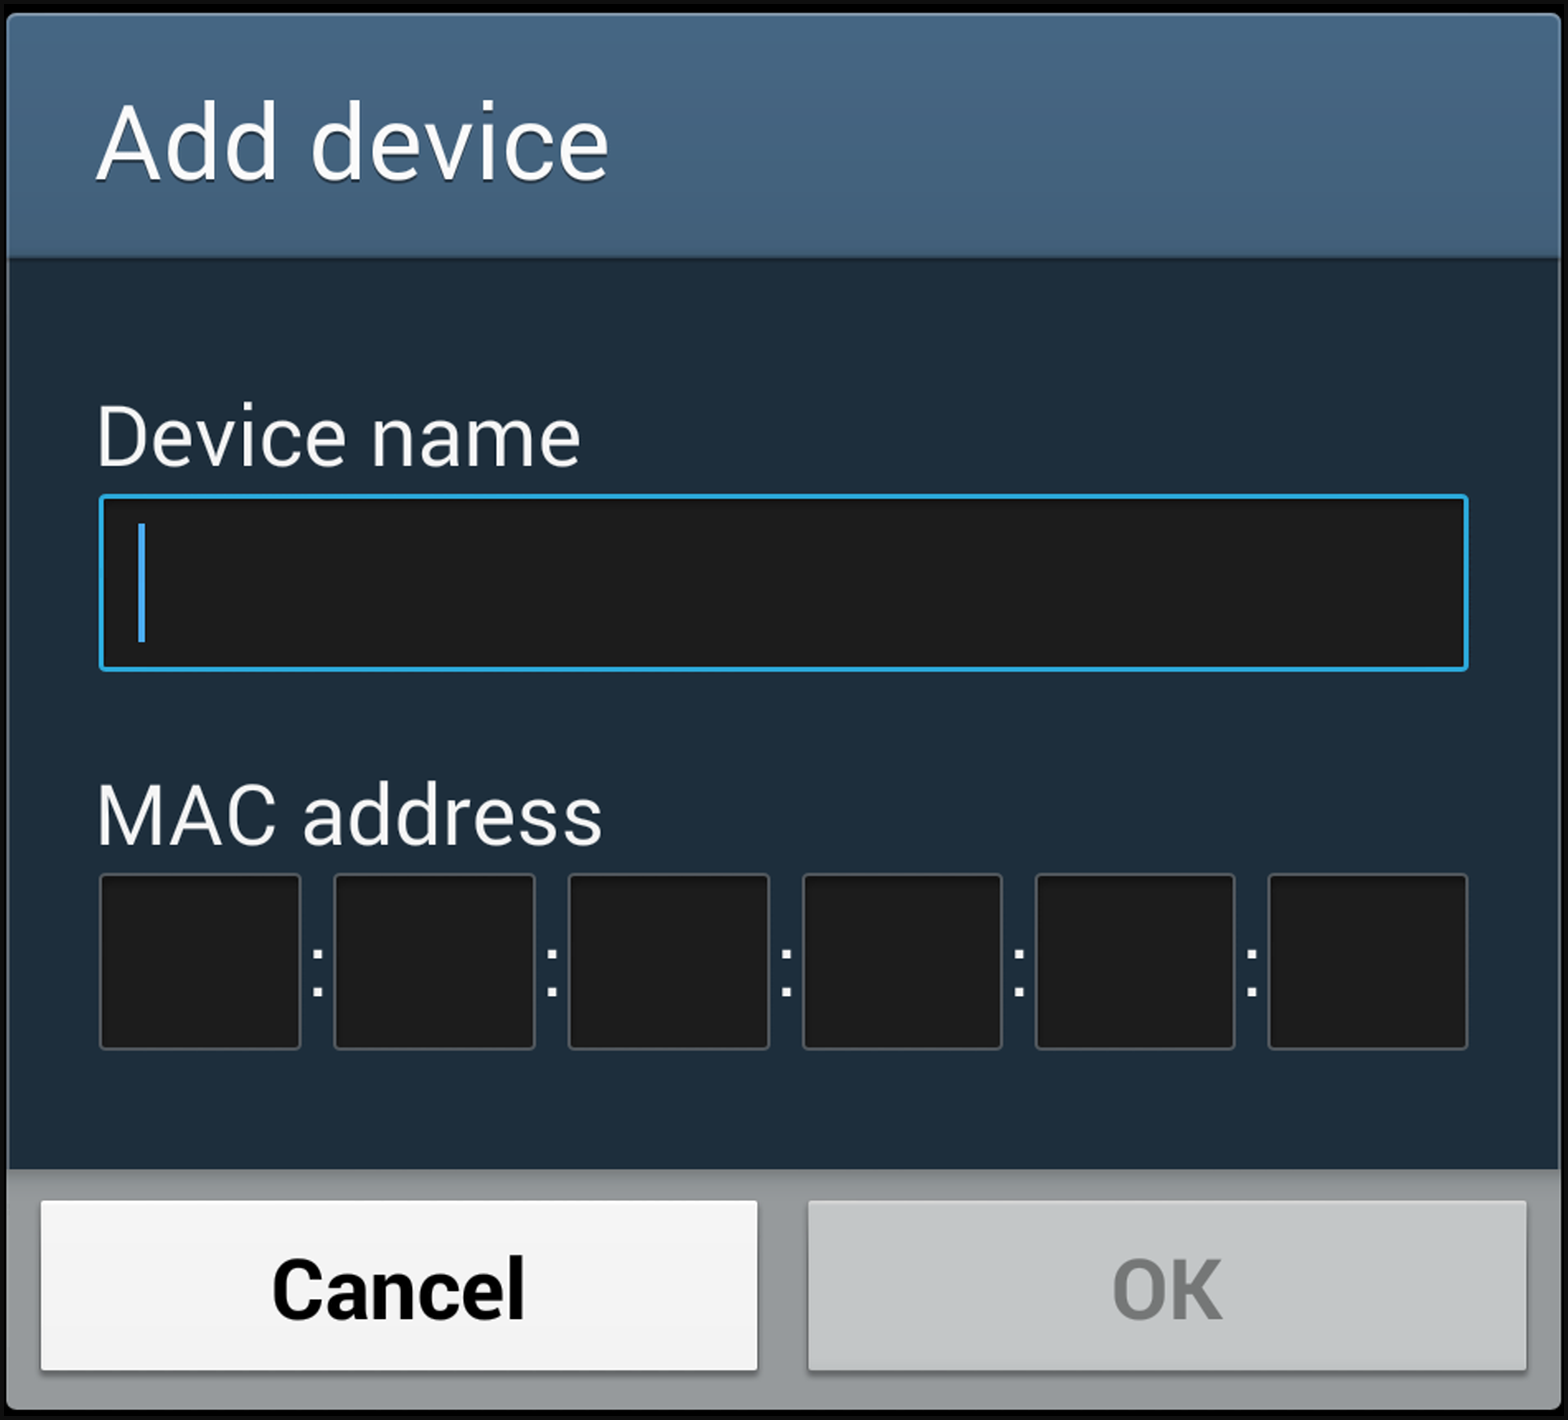 Add device
Device name
MAC address
: : : : :
Cancel OK